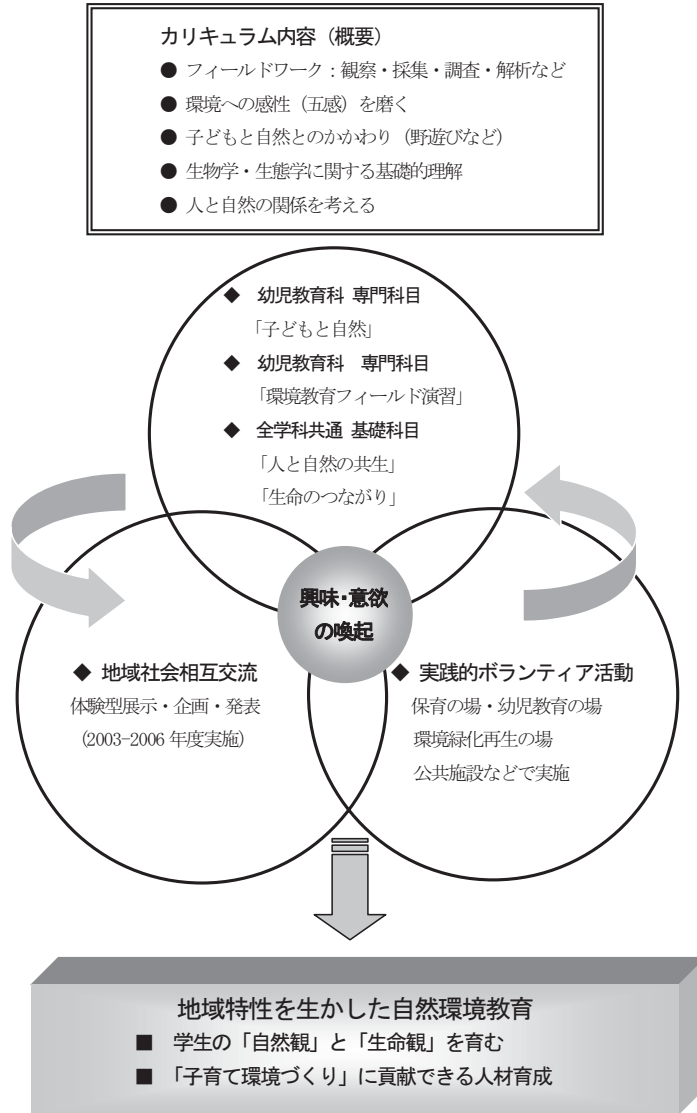 カリキュラム内容（概要）
● フィールドワーク：観察・採集・調査・解析など
● 環境への感性（五感）を磨く
● 子どもと自然とのかかわり（野遊びなど）
● 生物学・生態学に関する基礎的理解
● 人と自然の関係を考える
◆ 幼児教育科 専門科目
「子どもと自然」
◆ 幼児教育科 専門科目
「環境教育フィールド演習」
◆ 全学科共通 基礎科目
「人と自然の共生」
「生命のつながり」
興味・意欲
の喚起
◆ 地域社会相互交流
体験型展示・企画・発表
(2003-2006 年度実施)
◆ 実践的ボランティア活動
保育の場・幼児教育の場
環境緑化再生の場
公共施設などで実施
地域特性を生かした自然環境教育
■ 学生の「自然観」と「生命観」を育む
■ 「子育て環境づくり」に貢献できる人材育成